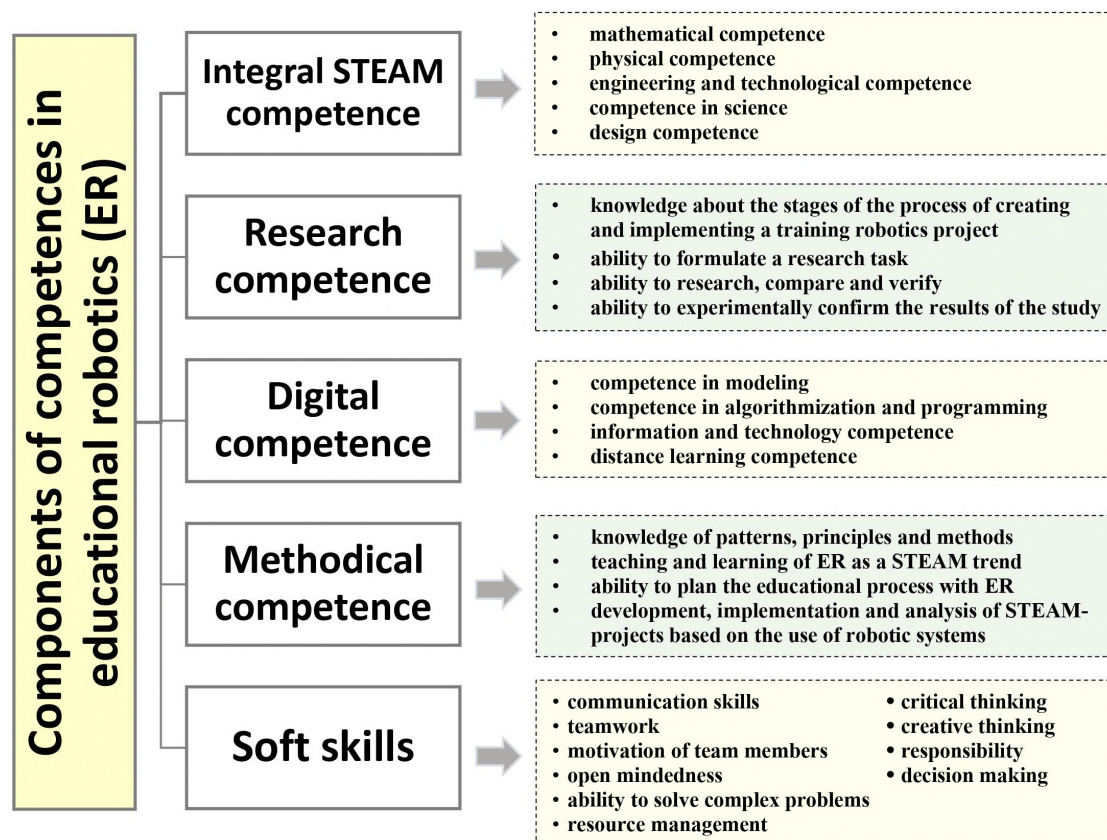 Components of competences in
educational robotics (ER)
Integral STEAM
competence
• mathematical competence
• physical competence
• engineering and technological competence
• competence in science
• design competence
Research
competence
• knowledge about the stages of the process of creating
and implementing a training robotics project
• ability to formulate a research task
• ability to research, compare and verify
• ability to experimentally confirm the results of the study
Digital
competence
• competence in modeling
• competence in algorithmization and programming
• information and technology competence
• distance learning competence
Methodical
competence
• knowledge of patterns, principles and methods
• teaching and learning of ER as a STEAM trend
• ability to plan the educational process with ER
• development, implementation and analysis of STEAM-
projects based on the use of robotic systems
Soft skills
• communication skills
• teamwork
• motivation of team members
• open mindedness
• ability to solve complex problems
• resource management
• critical thinking
• creative thinking
• responsibility
• decision making